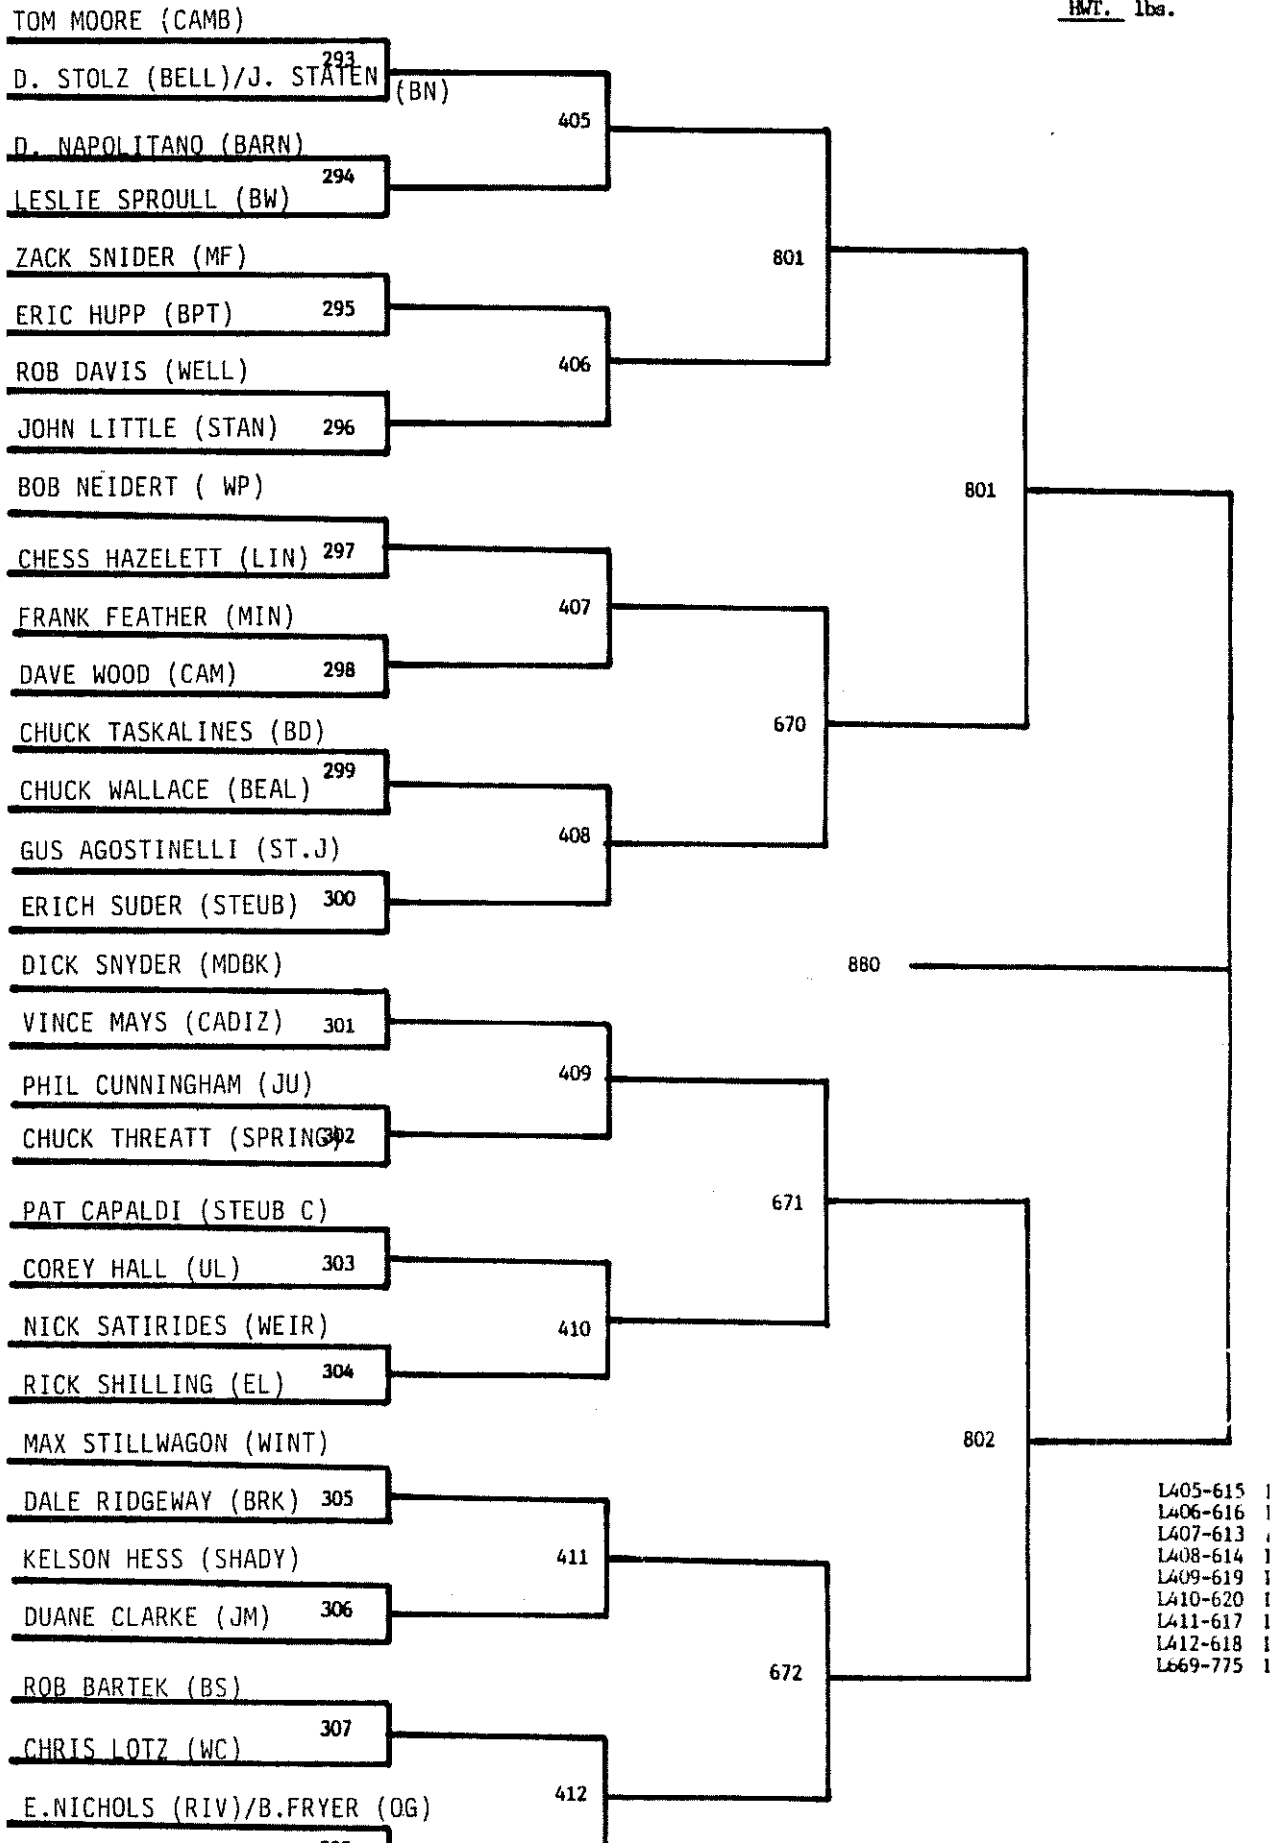 HWT. lbs.
TOM MOORE (CAMB)
293
D. STOLZ (BELL)/J. STATEN (BN)
405
D. NAPOLITANO (BARN)
294
LESLIE SPROULL (BW)
ZACK SNIDER (MF)
801
ERIC HUPP (BPT) 295
406
ROB DAVIS (WELL)
JOHN LITTLE (STAN) 296
BOB NEIDERT ( WP)
801
CHESS HAZELETT (LIN) 297
407
FRANK FEATHER (MIN)
DAVE WOOD (CAM) 298
670
CHUCK TASKALINES (BD)
299
CHUCK WALLACE (BEAL)
408
GUS AGOSTINELLI (ST.J)
ERICH SUDER (STEUB) 300
DICK SNYDER (MDBK)
880
VINCE MAYS (CADIZ) 301
409
PHIL CUNNINGHAM (JU)
CHUCK THREATT (SPRING) 302
671
PAT CAPALDI (STEUB C)
COREY HALL (UL) 303
410
NICK SATIRIDES (WEIR)
RICK SHILLING (EL) 304
MAX STILLWAGON (WINT)
802
DALE RIDGEWAY (BRK) 305
411
KELSON HESS (SHADY)
DUANE CLARKE (JM) 306
672
ROB BARTEK (BS)
307
CHRIS LOTZ (WC)
412
E.NICHOLS (RIV)/B.FRYER (OG)
L405-615
L406-616
L407-613
L408-614
L409-619
L410-620
L411-617
L412-618
L669-775